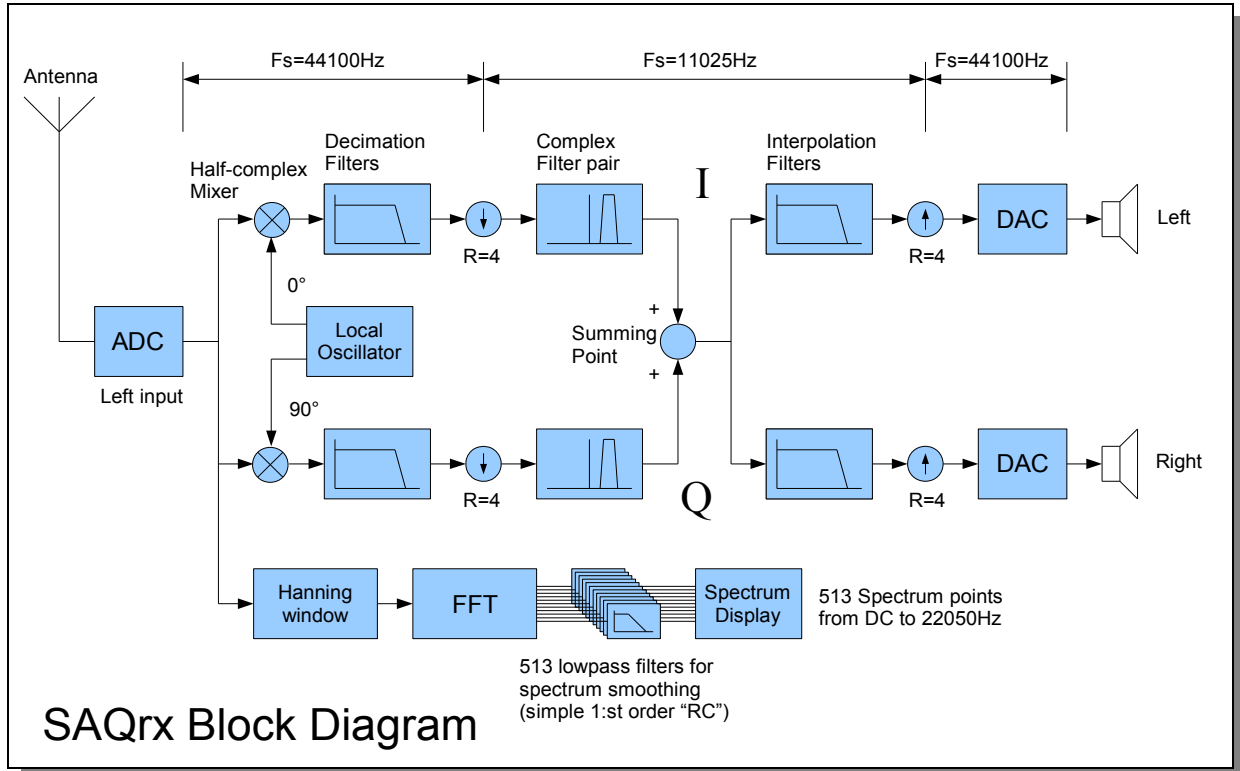 Fs=44100Hz
Fs=11025Hz
Fs=44100Hz
Antenna
Half-complex
Mixer
Decimation
Filters
Complex
Filter pair
I
Interpolation
Filters
DAC
Left
R=4
R=4
0°
ADC
Left input
Local
Oscillator
90°
+
Summing
Point
+
R=4
Q
R=4
DAC
Right
Hanning
window
FFT
Spectrum
Display
513 Spectrum points
from DC to 22050Hz
513 lowpass filters for
spectrum smoothing
(simple 1:st order “RC”)
SAQrx Block Diagram